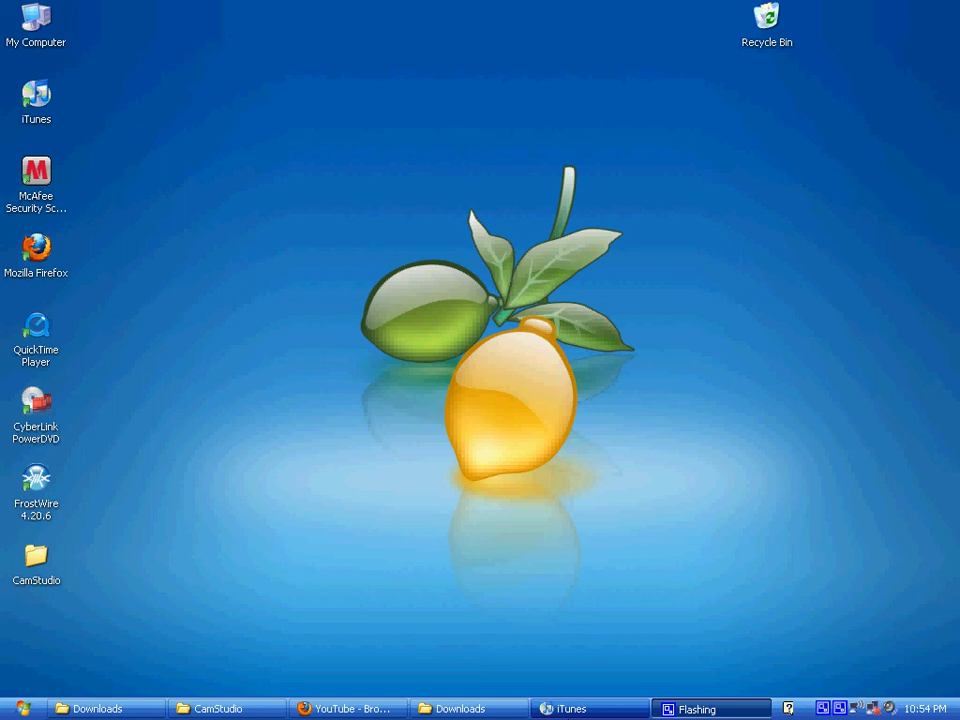 My Computer
Recycle Bin
iTunes
McAfee
Security Sc...
Mozilla Firefox
QuickTime
Player
CyberLink
PowerDVD
FrostWire
4.20.6
CamStudio
Downloads
CamStudio
YouTube - Bro...
Downloads
iTunes
Flashing
10:54 PM